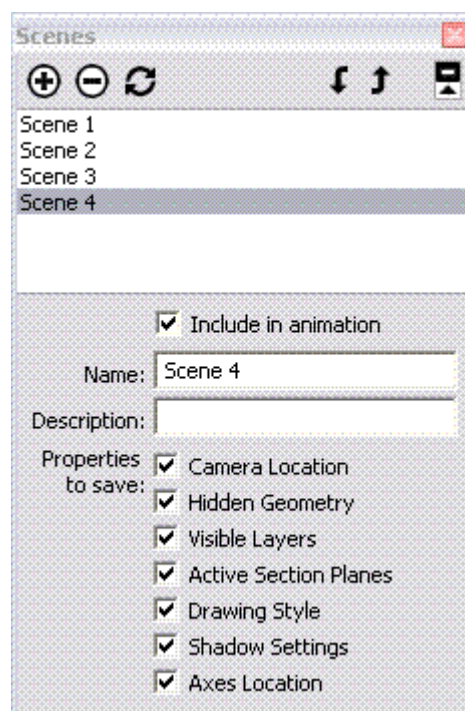 Scenes
Scene 1
Scene 2
Scene 3
Scene 4
Include in animation
Name: Scene 4
Description:
Properties to save:
Camera Location
Hidden Geometry
Visible Layers
Active Section Planes
Drawing Style
Shadow Settings
Axes Location